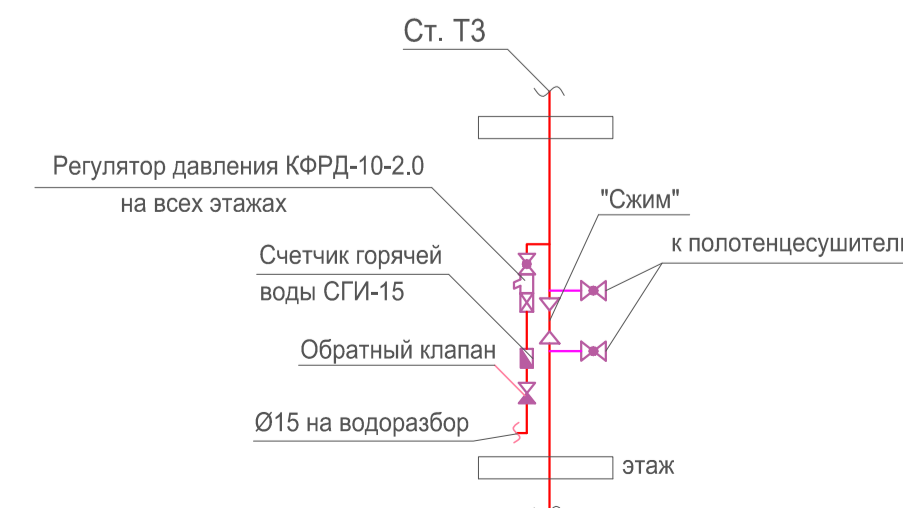 Ст. Т3
Регулятор давления КФРД-10-2.0
на всех этажах
"Сжим"
к полотенцесушител
Счетчик горячей
воды СГИ-15
Обратный клапан
Ø15 на водоразбор
этаж